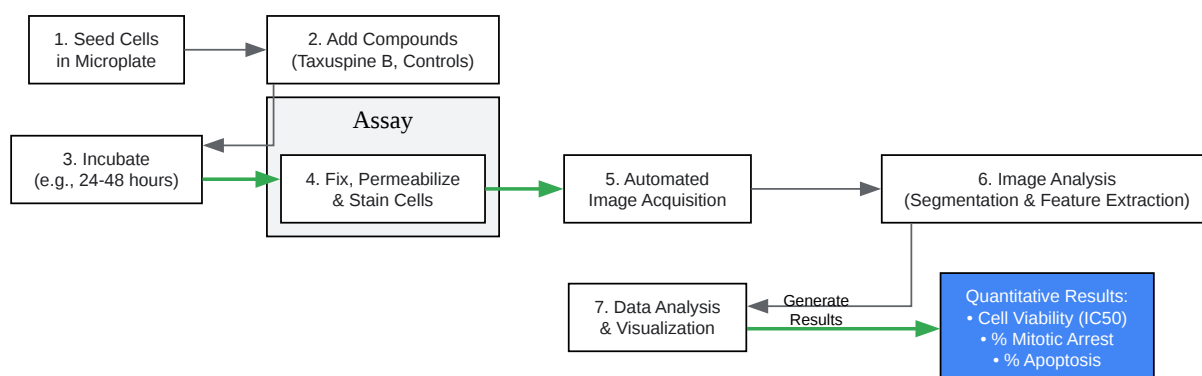 1. Seed Cells
in Microplate
2. Add Compounds
(Taxuspine B, Controls)
Assay
3. Incubate
(e.g., 24-48 hours)
4. Fix, Permeabilize
& Stain Cells
5. Automated
Image Acquisition
6. Image Analysis
(Segmentation & Feature Extraction)
7. Data Analysis
& Visualization
Generate
Results
Quantitative Results:
• Cell Viability (IC50)
• % Mitotic Arrest
• % Apoptosis